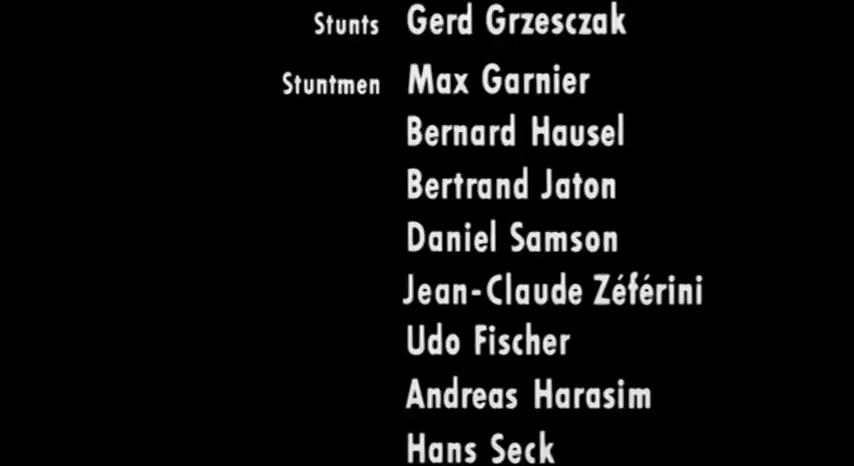 Stunts Gerd Grzesczak
Stuntmen Max Garnier
Bernard Hausel
Bertrand Jaton
Daniel Samson
Jean-Claude Zéférini
Udo Fischer
Andreas Harasim
Hans Seck